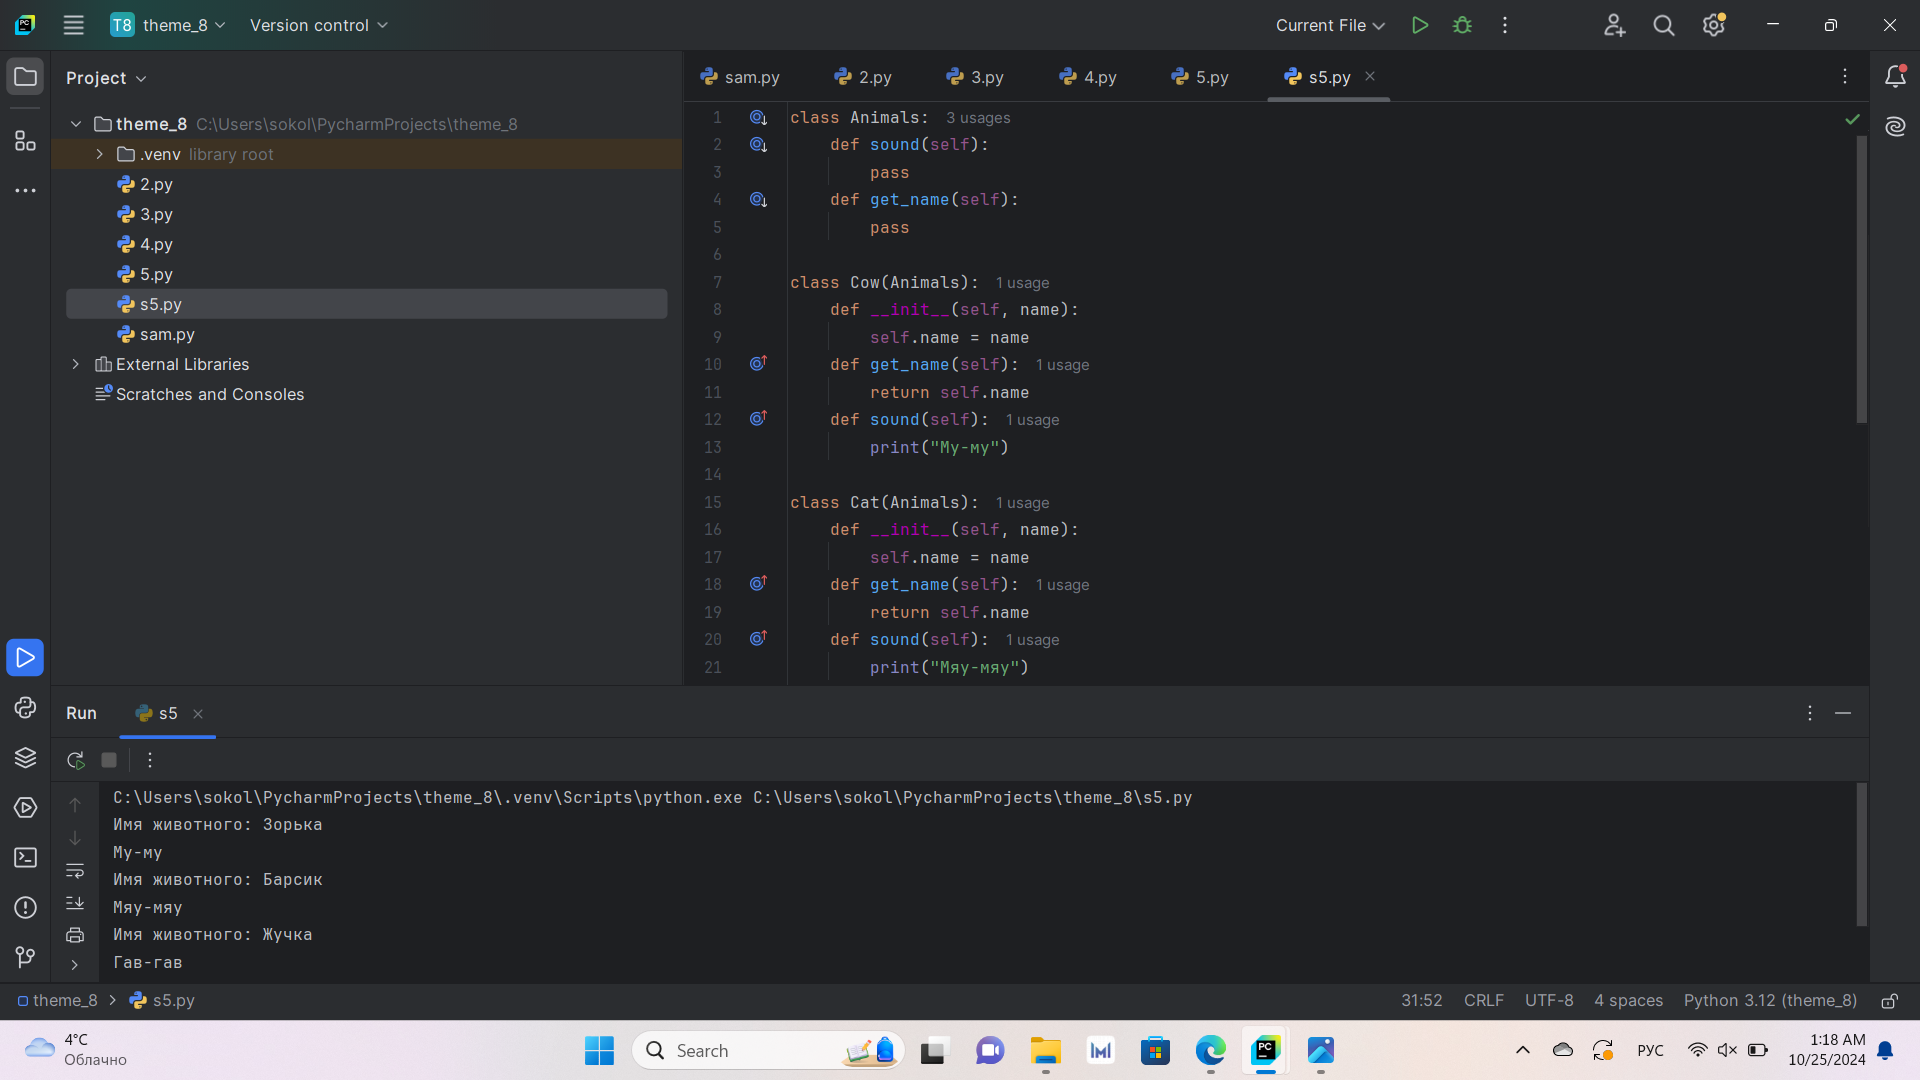 T8 theme_8 Version control Current File
Project sam.py 2.py 3.py 4.py 5.py s5.py
theme_8 C:\Users\sokol\PycharmProjects\theme_8
.venv library root
2.py
3.py
4.py
5.py
s5.py
sam.py
External Libraries
Scratches and Consoles
1 class Animals: 3 usages
2 def sound(self):
3 pass
4 def get_name(self):
5 pass
6
7 class Cow(Animals): 1 usage
8 def __init__(self, name):
9 self.name = name
10 def get_name(self): 1 usage
11 return self.name
12 def sound(self): 1 usage
13 print("Му-му")
14
15 class Cat(Animals): 1 usage
16 def __init__(self, name):
17 self.name = name
18 def get_name(self): 1 usage
19 return self.name
20 def sound(self): 1 usage
21 print("Мяу-мяу")
Run s5
C:\Users\sokol\PycharmProjects\theme_8\.venv\Scripts\python.exe C:\Users\sokol\PycharmProjects\theme_8\s5.py
Имя животного: Зорька
Му-му
Имя животного: Барсик
Мяу-мяу
Имя животного: Жучка
Гав-гав
theme_8 s5.py 31:52 CRLF UTF-8 4 spaces Python 3.12 (theme_8)
4°C
Облачно
Search
PC
РУС
1:18 AM
10/25/2024